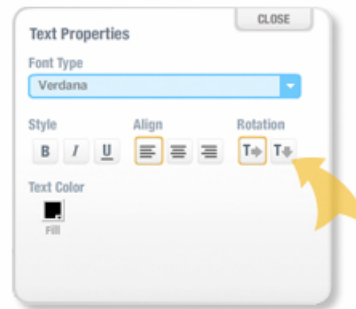 CLOSE
Text Properties
Font Type
Verdana
Style Align Rotation
B I U T T
Text Color
Fill